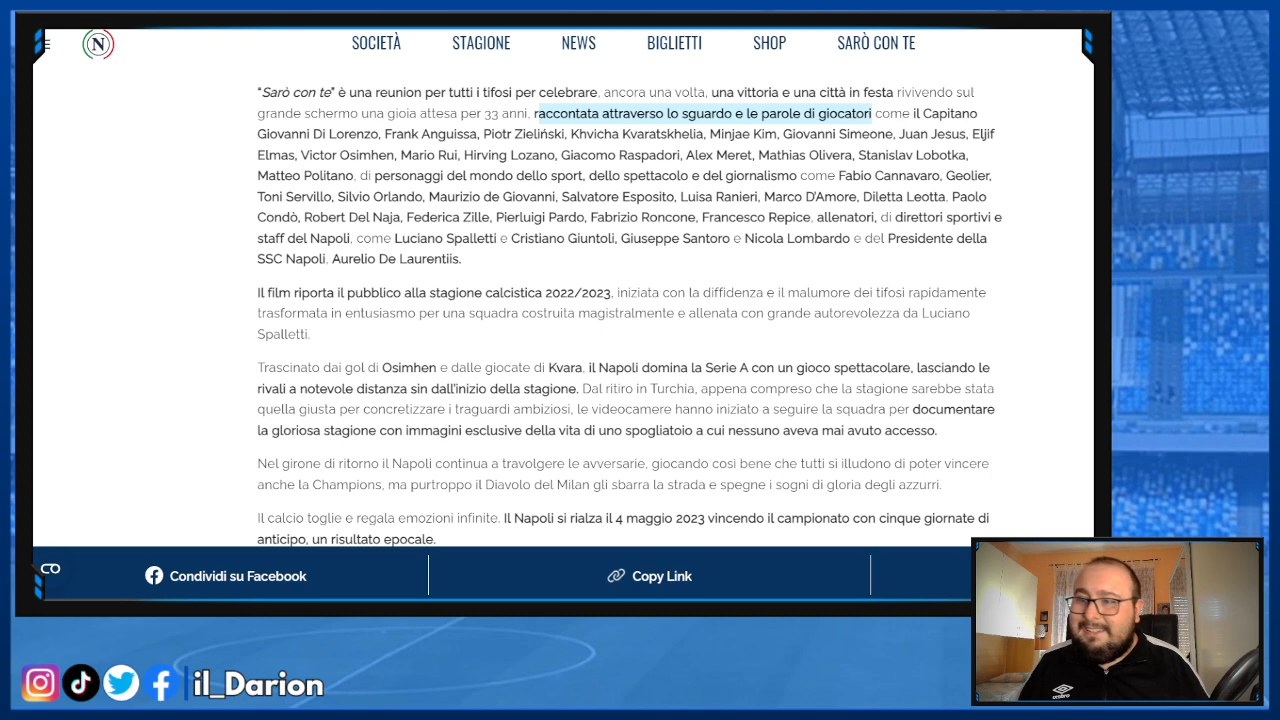 N
SOCIETÀ
STAGIONE
NEWS
BIGLIETTI
SHOP
SARÒ CON TE
“Sarò con te” è una reunion per tutti i tifosi per celebrare, ancora una volta, una vittoria e una città in festa rivivendo sul
grande schermo una gioia attesa per 33 anni, raccontata attraverso lo sguardo e le parole di giocatori come il Capitano
Giovanni Di Lorenzo, Frank Anguissa, Piotr Zieliński, Khvicha Kvaratskhelia, Minjae Kim, Giovanni Simeone, Juan Jesus, Eljif
Elmas, Victor Osimhen, Mario Rui, Hirving Lozano, Giacomo Raspadori, Alex Meret, Mathias Olivera, Stanislav Lobotka,
Matteo Politano, di personaggi del mondo dello sport, dello spettacolo e del giornalismo come Fabio Cannavaro, Geolier,
Toni Servillo, Silvio Orlando, Maurizio de Giovanni, Salvatore Esposito, Luisa Ranieri, Marco D’Amore, Diletta Leotta, Paolo
Condò, Robert Del Naja, Federica Zille, Pierluigi Pardo, Fabrizio Roncone, Francesco Repice, allenatori, di direttori sportivi e
staff del Napoli, come Luciano Spalletti e Cristiano Giuntoli, Giuseppe Santoro e Nicola Lombardo e del Presidente della
SSC Napoli, Aurelio De Laurentiis.
Il film riporta il pubblico alla stagione calcistica 2022/2023, iniziata con la diffidenza e il malumore dei tifosi rapidamente
trasformata in entusiasmo per una squadra costruita magistralmente e allenata con grande autorevolezza da Luciano
Spalletti.
Trascinato dai gol di Osimhen e dalle giocate di Kvara, il Napoli domina la Serie A con un gioco spettacolare, lasciando le
rivali a notevole distanza sin dall’inizio della stagione. Dal ritiro in Turchia, appena compreso che la stagione sarebbe stata
quella giusta per concretizzare i traguardi ambiziosi, le videocamere hanno iniziato a seguire la squadra per documentare
la gloriosa stagione con immagini esclusive della vita di uno spogliatoio a cui nessuno aveva mai avuto accesso.
Nel girone di ritorno il Napoli continua a travolgere le avversarie, giocando così bene che tutti si illudono di poter vincere
anche la Champions, ma purtroppo il Diavolo del Milan gli sbarra la strada e spegne i sogni di gloria degli azzurri.
Il calcio toglie e regala emozioni infinite. Il Napoli si rialza il 4 maggio 2023 vincendo il campionato con cinque giornate di
anticipo, un risultato epocale.
Condividi su Facebook
Copy Link
umbro
il_Darion